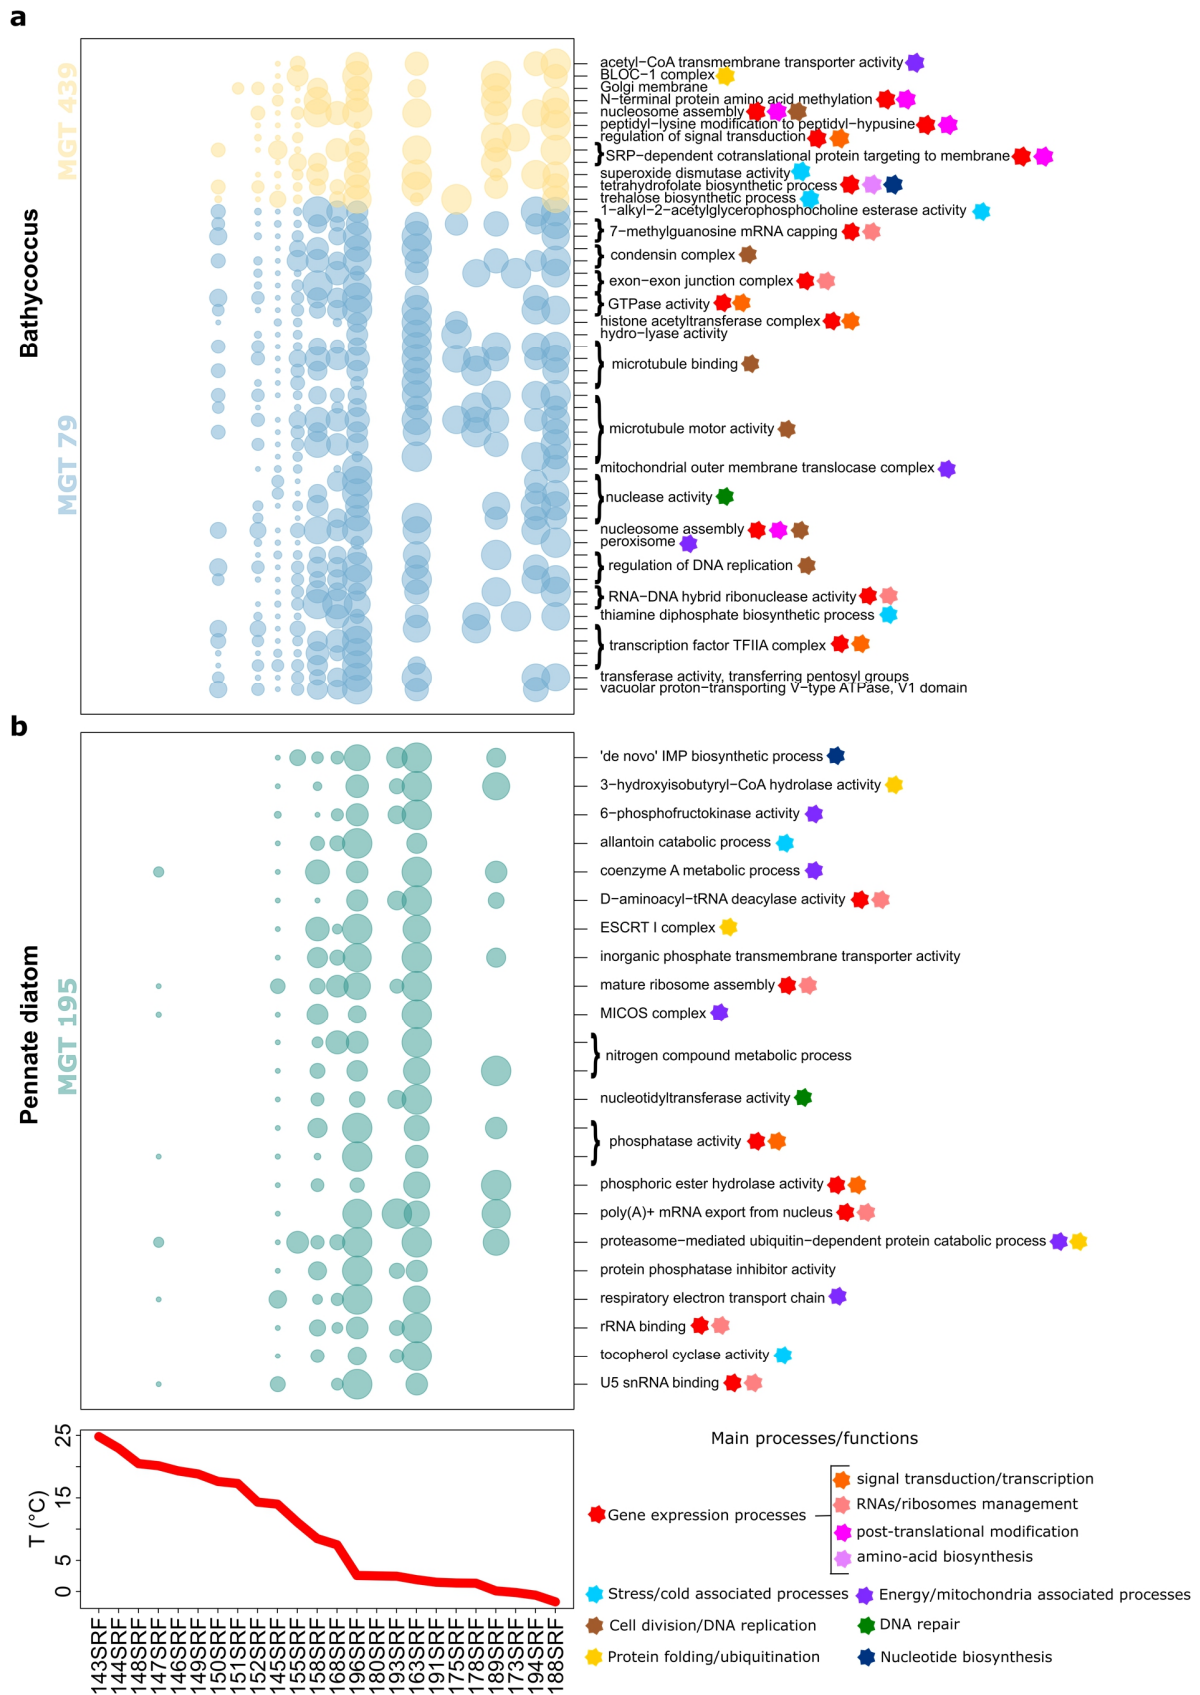 a
MGT 439
Bathycoccus
MGT 79
acetyl−CoA transmembrane transporter activity
BLOC−1 complex
Golgi membrane
N−terminal protein amino acid methylation
nucleosome assembly
peptidyl−lysine modification to peptidyl−hypusine
regulation of signal transduction
SRP−dependent cotranslational protein targeting to membrane
superoxide dismutase activity
tetrahydrofolate biosynthetic process
trehalose biosynthetic process
1−alkyl−2−acetylglycerophosphocholine esterase activity
7−methylguanosine mRNA capping
condensin complex
exon−exon junction complex
GTPase activity
histone acetyltransferase complex
hydro−lyase activity
microtubule binding
microtubule motor activity
mitochondrial outer membrane translocase complex
nuclease activity
nucleosome assembly
peroxisome
regulation of DNA replication
RNA−DNA hybrid ribonuclease activity
thiamine diphosphate biosynthetic process
transcription factor TFIIA complex
transferase activity, transferring pentosyl groups
vacuolar proton−transporting V−type ATPase, V1 domain
b
Pennate diatom
MGT 195
'de novo' IMP biosynthetic process
3−hydroxyisobutyryl−CoA hydrolase activity
6−phosphofructokinase activity
allantoin catabolic process
coenzyme A metabolic process
D−aminoacyl−tRNA deacylase activity
ESCRT I complex
inorganic phosphate transmembrane transporter activity
mature ribosome assembly
MICOS complex
nitrogen compound metabolic process
nucleotidyltransferase activity
phosphatase activity
phosphoric ester hydrolase activity
poly(A)+ mRNA export from nucleus
proteasome−mediated ubiquitin−dependent protein catabolic process
protein phosphatase inhibitor activity
respiratory electron transport chain
rRNA binding
tocopherol cyclase activity
U5 snRNA binding
T (°C)
25
15
5
0
143SRF
144SRF
148SRF
147SRF
146SRF
149SRF
150SRF
151SRF
152SRF
145SRF
155SRF
158SRF
168SRF
196SRF
180SRF
193SRF
163SRF
191SRF
175SRF
178SRF
189SRF
173SRF
194SRF
188SRF
Main processes/functions
Gene expression processes
signal transduction/transcription
RNAs/ribosomes management
post-translational modification
amino-acid biosynthesis
Stress/cold associated processes
Energy/mitochondria associated processes
Cell division/DNA replication
DNA repair
Protein folding/ubiquitination
Nucleotide biosynthesis